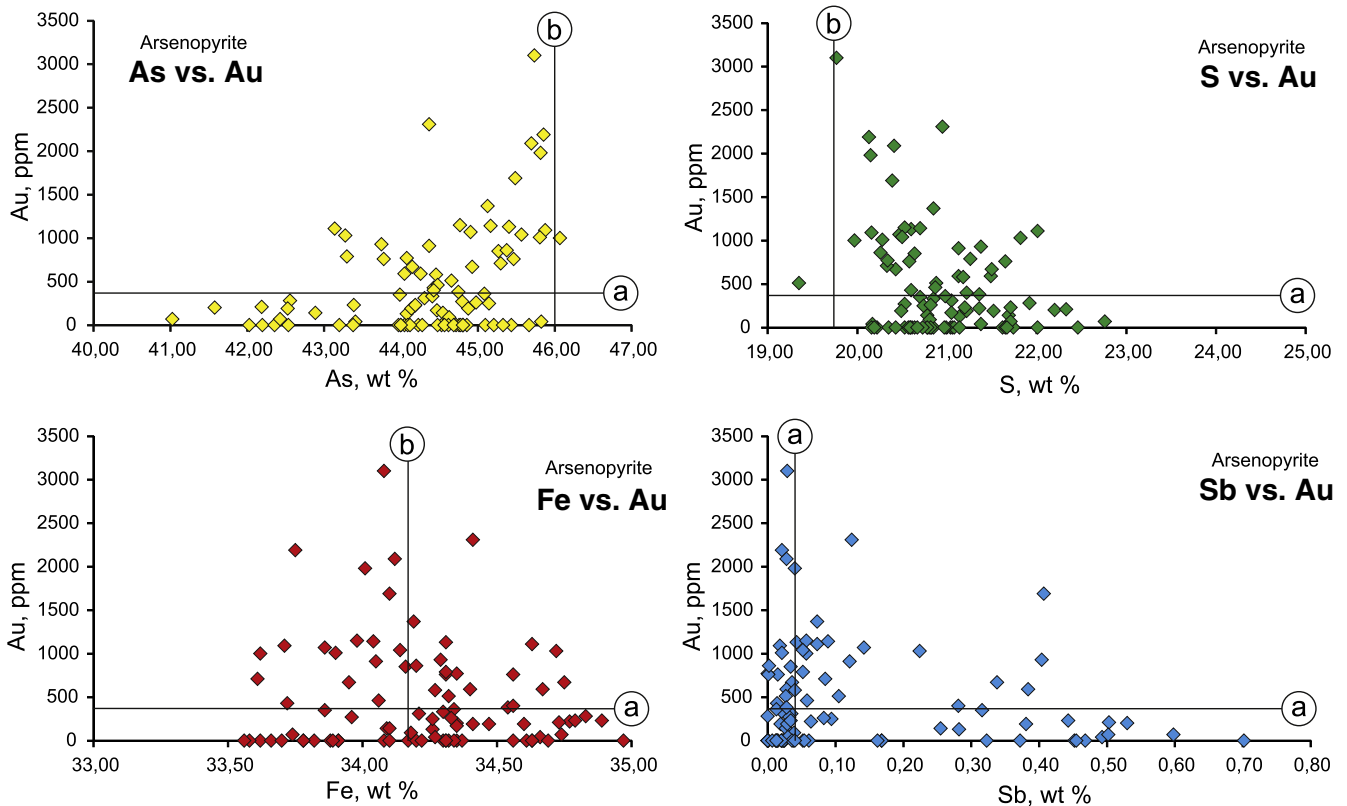 Arsenopyrite
As vs. Au
Au, ppm
3500
3000
2500
2000
1500
1000
500
0
40,00 41,00 42,00 43,00 44,00 45,00 46,00 47,00
As, wt %
b
a
Arsenopyrite
S vs. Au
Au, ppm
3500
3000
2500
2000
1500
1000
500
0
19,00 20,00 21,00 22,00 23,00 24,00 25,00
S, wt %
b
a
Arsenopyrite
Fe vs. Au
Au, ppm
3500
3000
2500
2000
1500
1000
500
0
33,00 33,50 34,00 34,50 35,00
Fe, wt %
b
a
Arsenopyrite
Sb vs. Au
Au, ppm
3500
3000
2500
2000
1500
1000
500
0
0,00 0,10 0,20 0,30 0,40 0,50 0,60 0,70 0,80
Sb, wt %
a
a